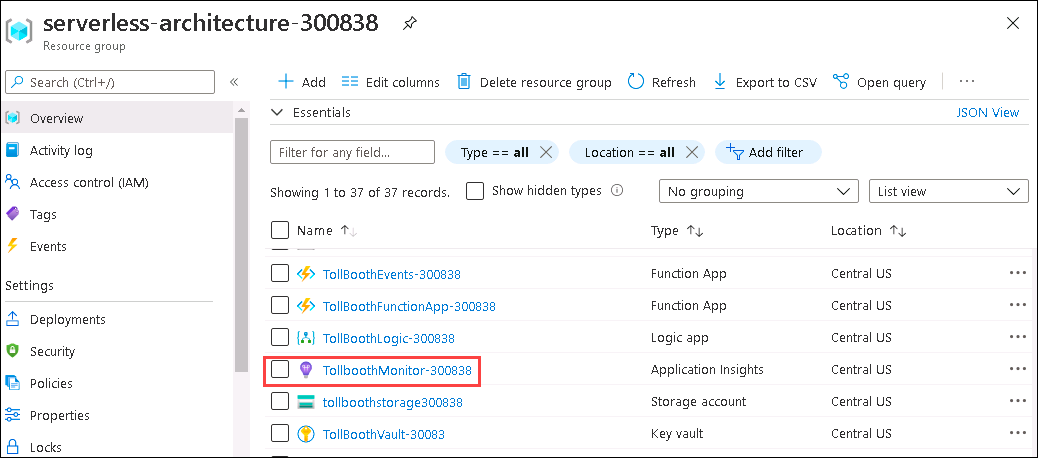 serverless-architecture-300838
Resource group
Search (Ctrl+/)
Overview
Activity log
Access control (IAM)
Tags
Events
Settings
Deployments
Security
Policies
Properties
Locks
Add
Edit columns
Delete resource group
Refresh
Export to CSV
Open query
Essentials
JSON View
Filter for any field...
Type == all
Location == all
Add filter
Showing 1 to 37 of 37 records.
Show hidden types
No grouping
List view
Name Type Location
TollBoothEvents-300838 Function App Central US
TollBoothFunctionApp-300838 Function App Central US
TollBoothLogic-300838 Logic app Central US
TollboothMonitor-300838 Application Insights Central US
tollboothstorage300838 Storage account Central US
TollBoothVault-30083 Key vault Central US